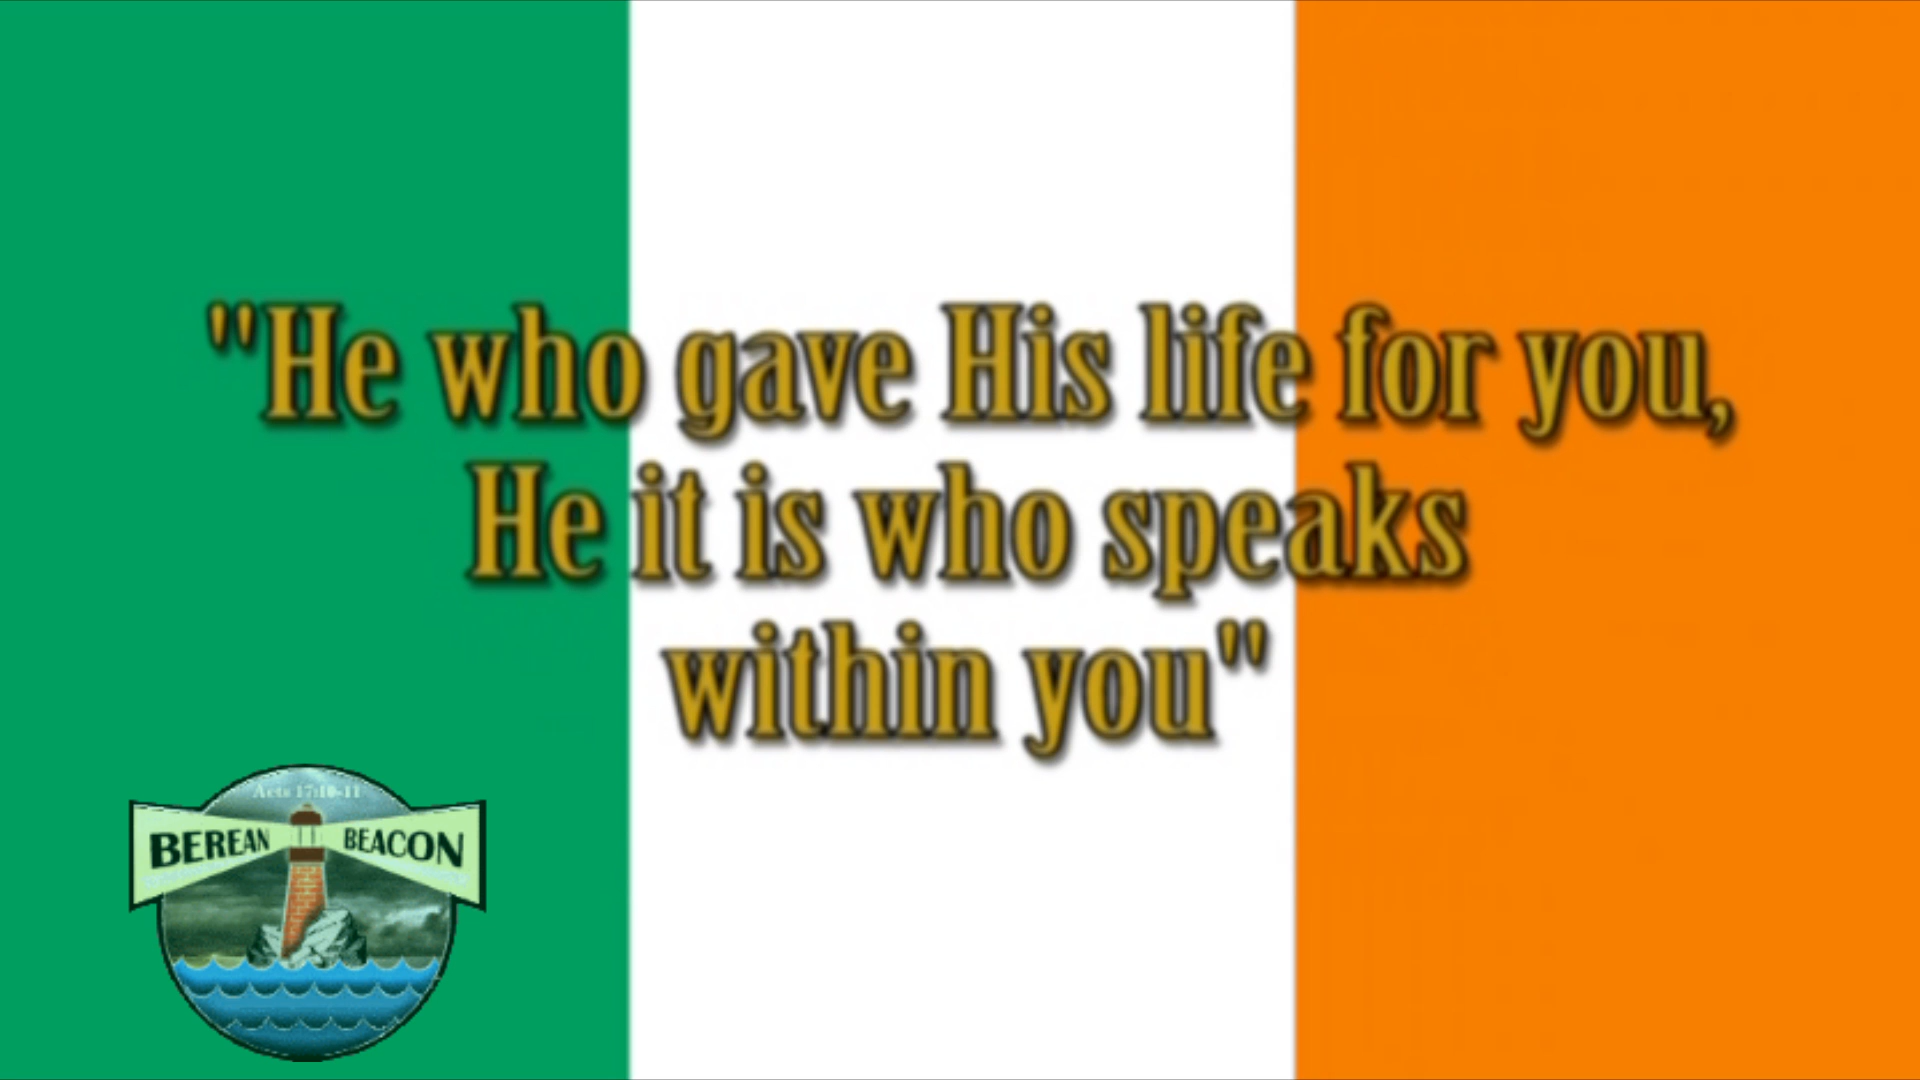 "He who gave His life for you,
He it is who speaks
within you"
Acts 17:10-11
BEREAN BEACON